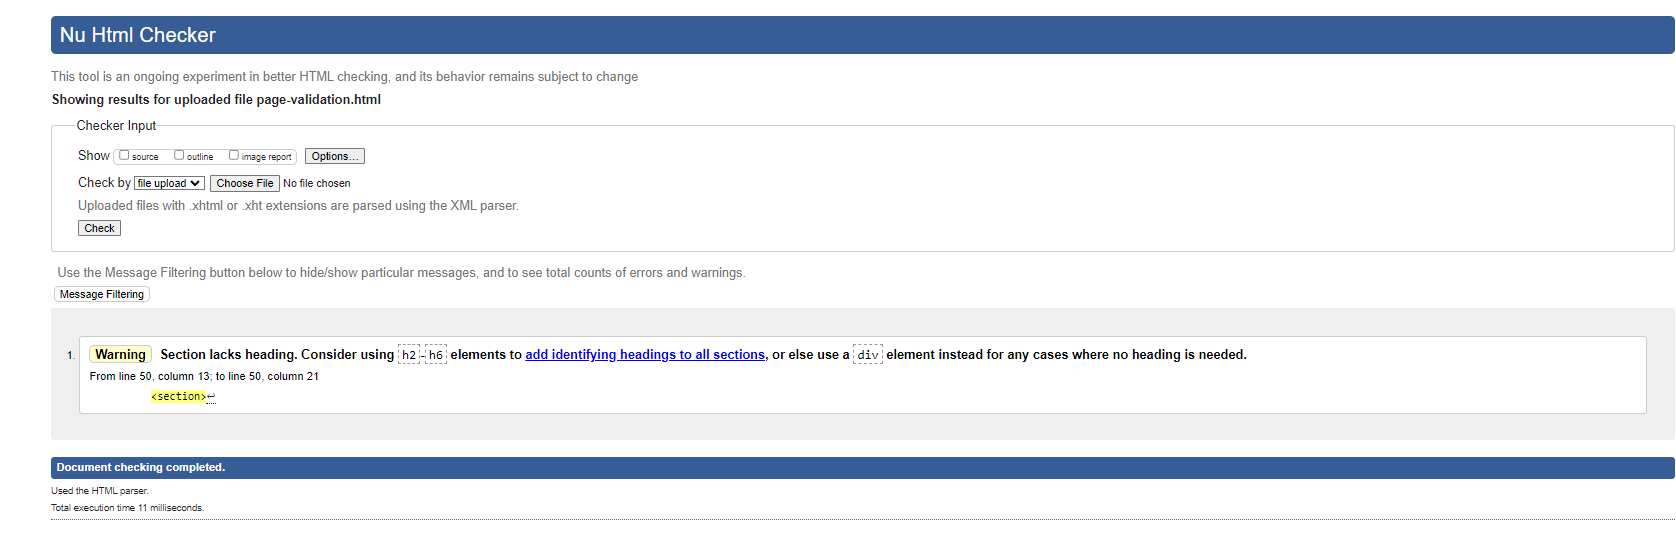 Nu Html Checker
This tool is an ongoing experiment in better HTML checking, and its behavior remains subject to change
Showing results for uploaded file page-validation.html
Checker Input
Show source outline image report Options...
Check by file upload Choose File No file chosen
Uploaded files with .xhtml or .xht extensions are parsed using the XML parser.
Check
Use the Message Filtering button below to hide/show particular messages, and to see total counts of errors and warnings.
Message Filtering
1. Warning Section lacks heading. Consider using h2-h6 elements to add identifying headings to all sections, or else use a div element instead for any cases where no heading is needed.
From line 50, column 13; to line 50, column 21
<section>↩
Document checking completed.
Used the HTML parser.
Total execution time 11 milliseconds.